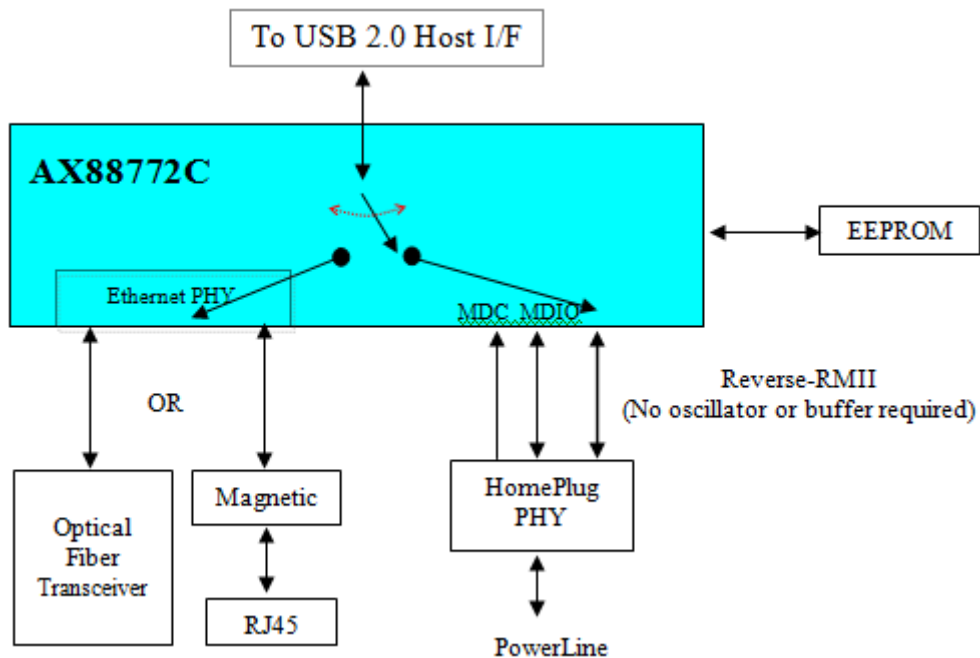 To USB 2.0 Host I/F
AX88772C
EEPROM
Ethernet PHY
MDC MDIO
Reverse-RMII
(No oscillator or buffer required)
OR
Optical
Fiber
Transceiver
Magnetic
HomePlug
PHY
RJ45
PowerLine